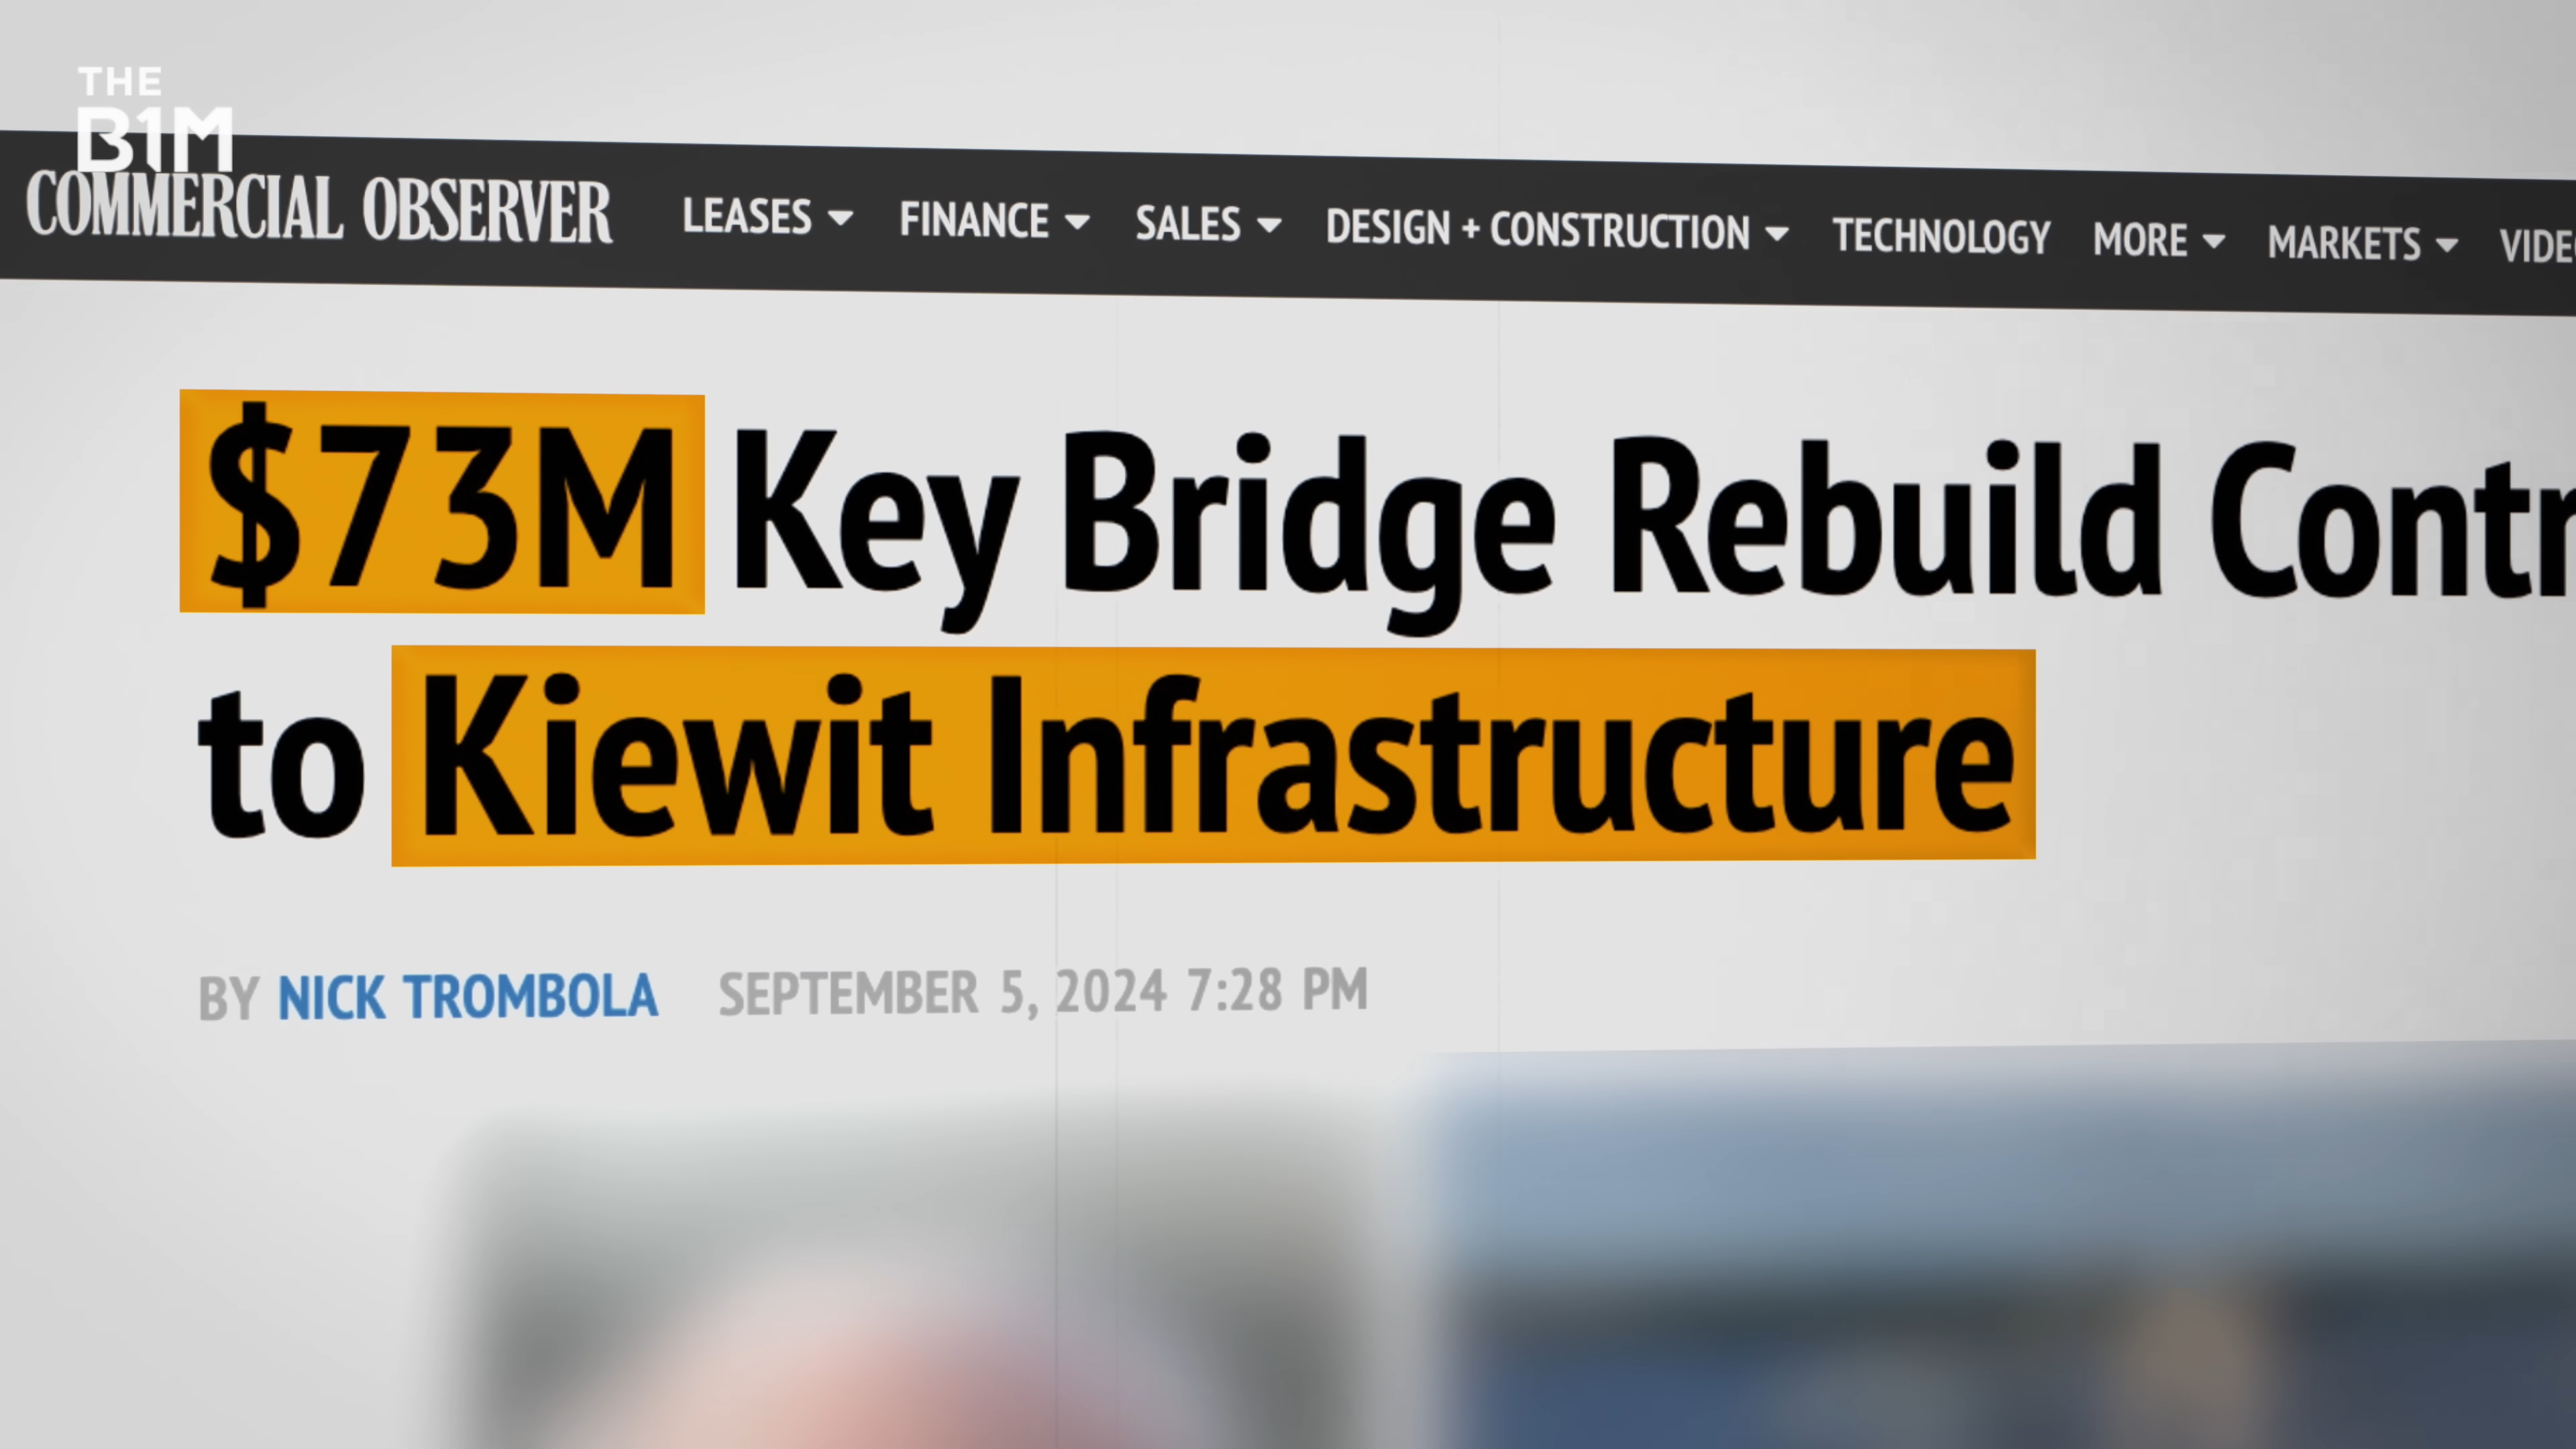 THE
B1M
COMMERCIAL OBSERVER LEASES FINANCE SALES DESIGN + CONSTRUCTION TECHNOLOGY MORE MARKETS
$73M Key Bridge Rebuild
to Kiewit Infrastructure
BY NICK TROMBOLA SEPTEMBER 5, 2024 7:28 PM